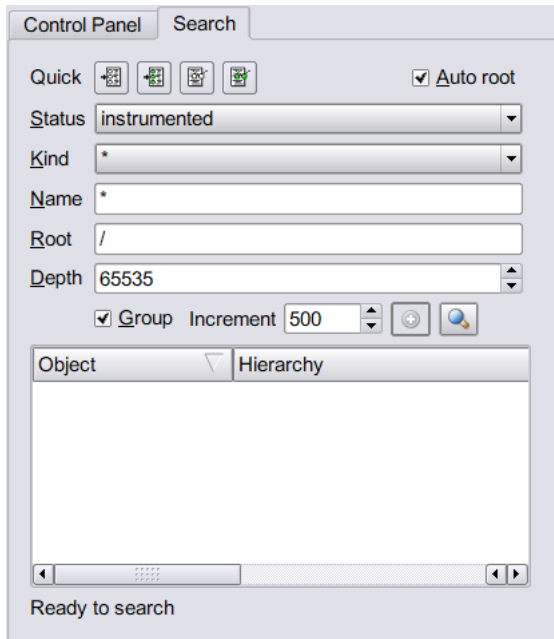 Control Panel Search
Quick Auto root
Status instrumented
Kind *
Name *
Root /
Depth 65535
Group Increment 500
Object Hierarchy
Ready to search